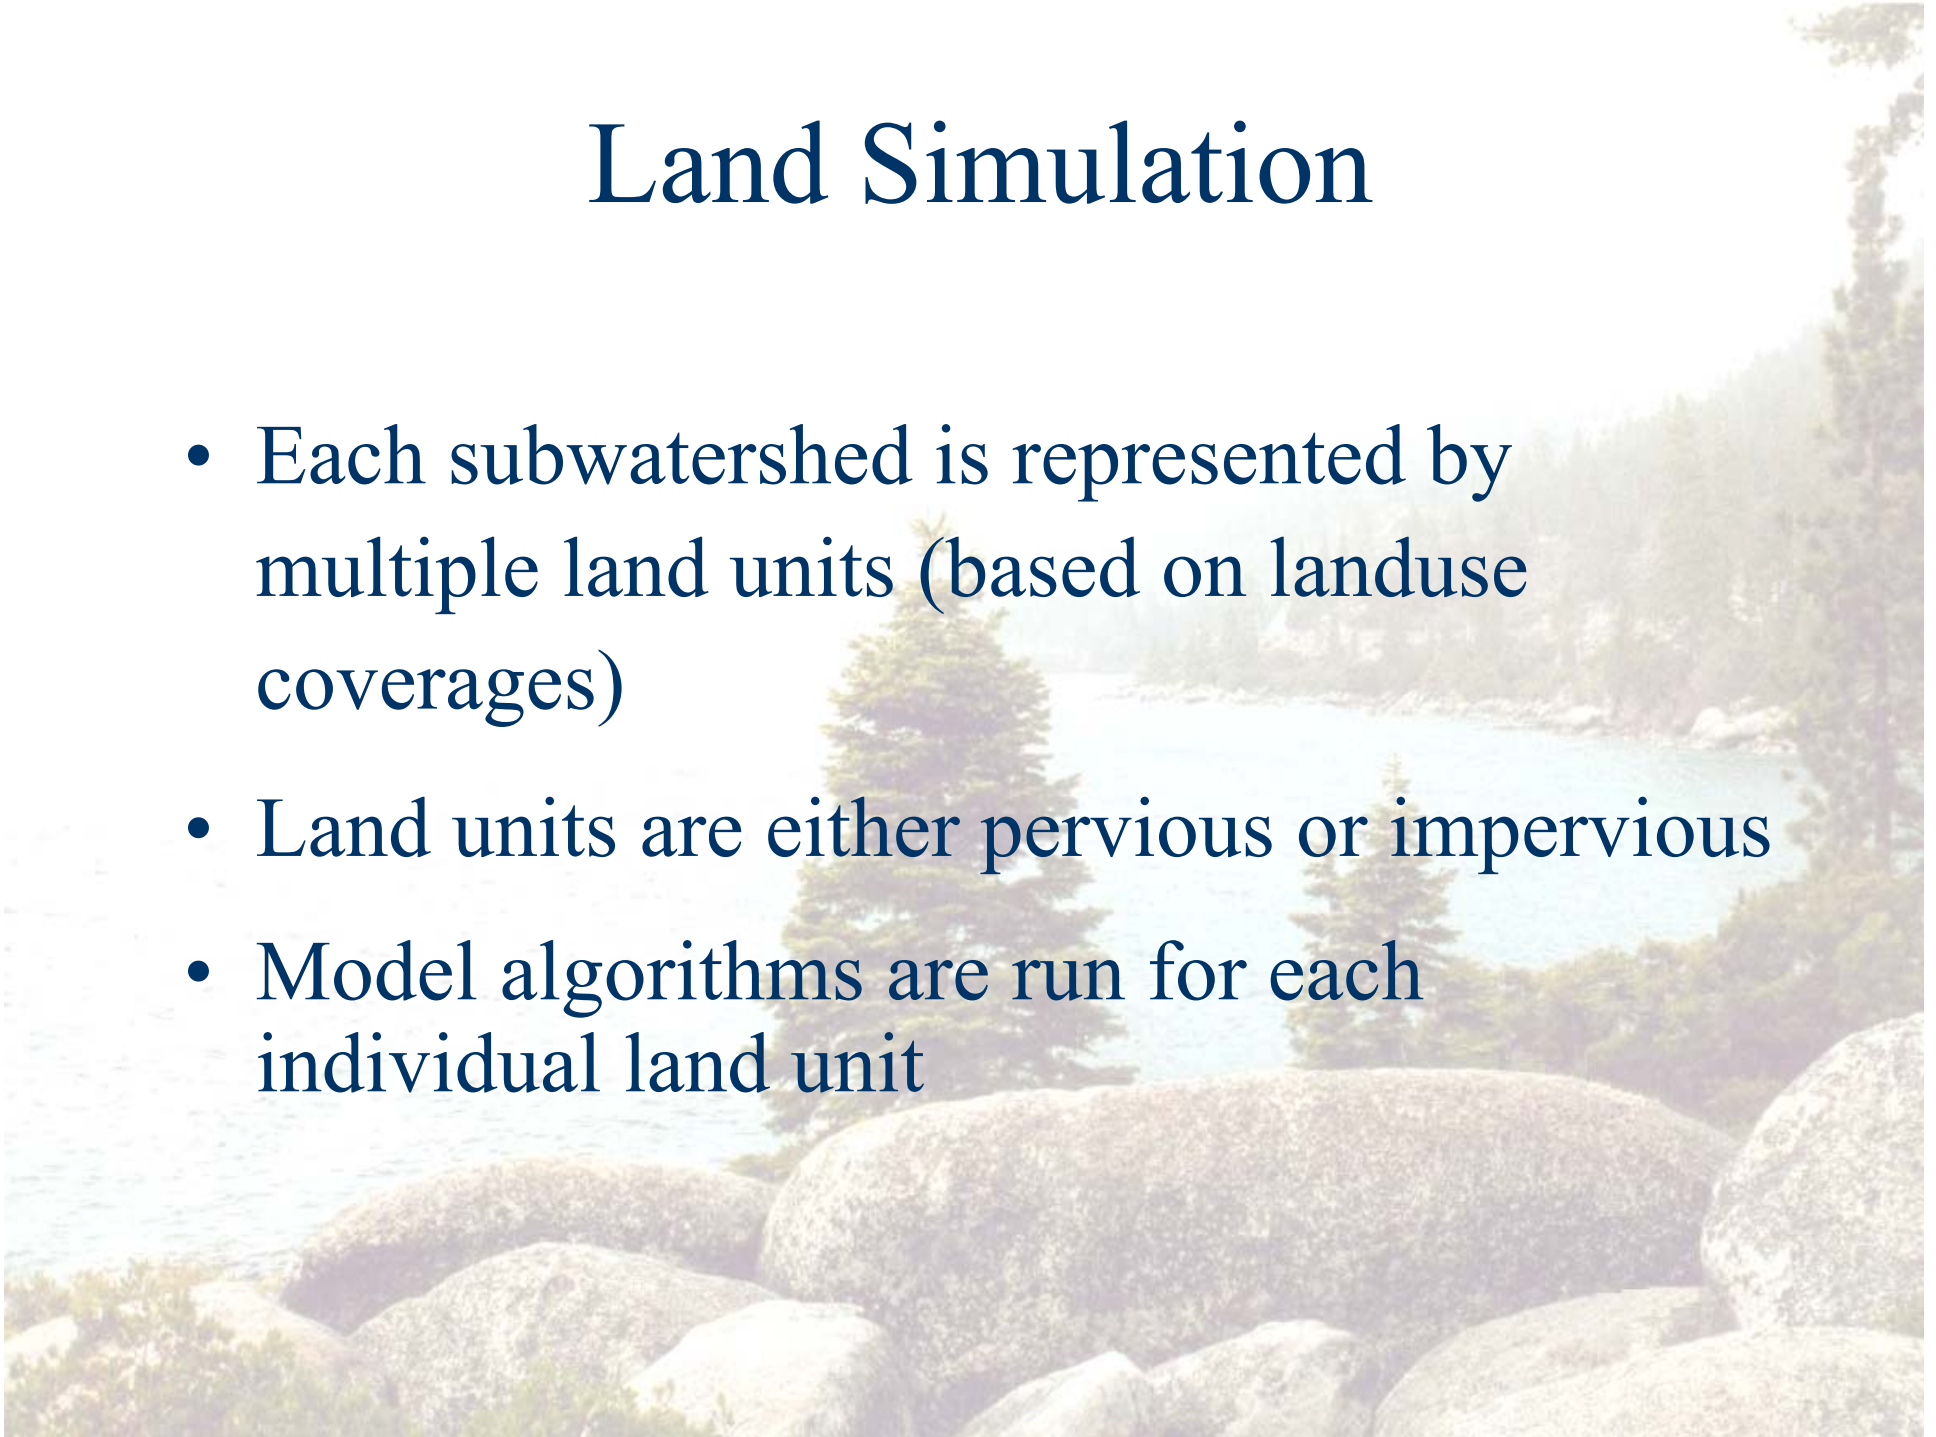 Land Simulation
• Each subwatershed is represented by
multiple land units (based on landuse
coverages)
• Land units are either pervious or impervious
• Model algorithms are run for each
individual land unit